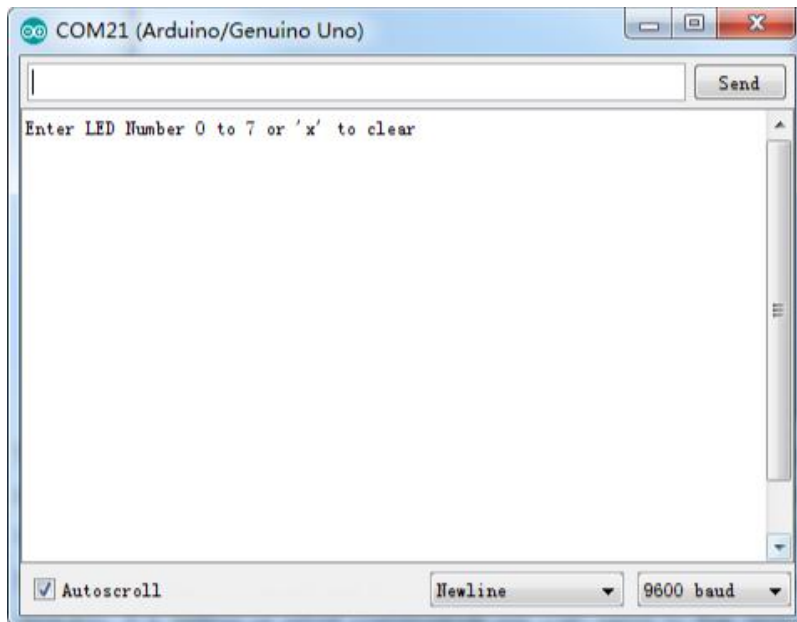 COM21 (Arduino/Genuino Uno)
Send
Enter LED Number 0 to 7 or 'x' to clear
Autoscroll
Newline
9600 baud